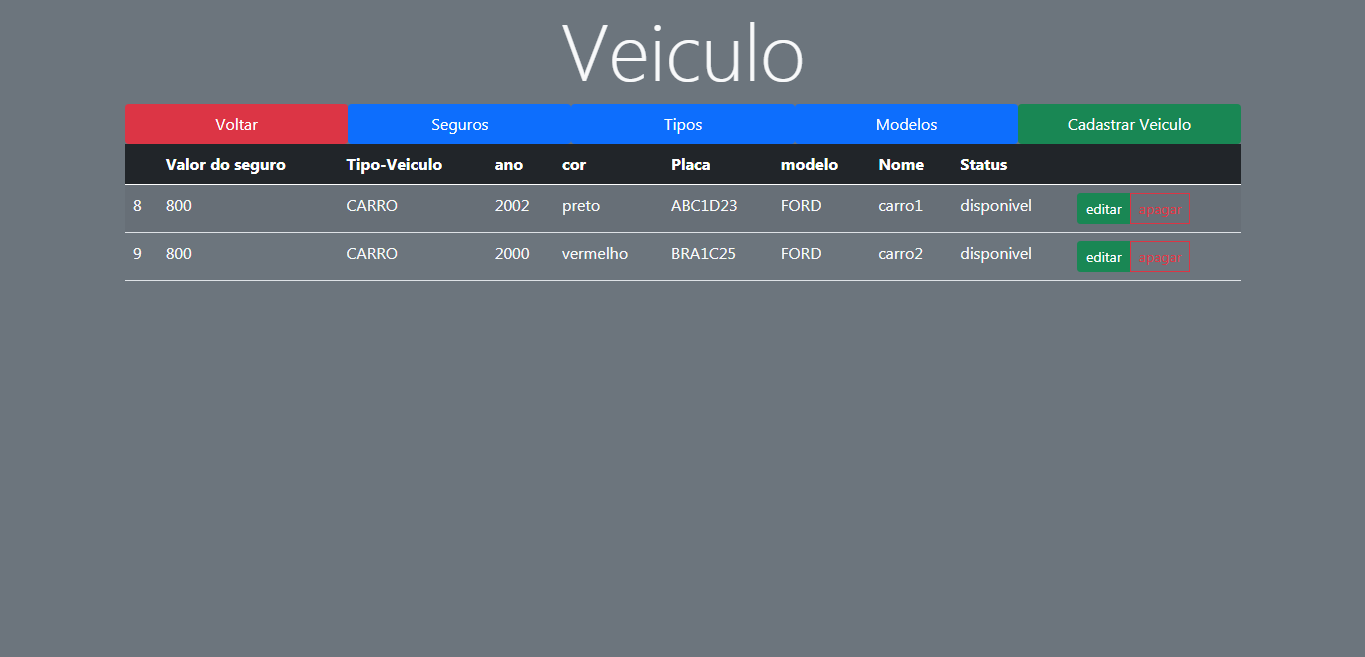 Veiculo
Voltar Seguros Tipos Modelos Cadastrar Veiculo
Valor do seguro Tipo-Veiculo ano cor Placa modelo Nome Status
8 800 CARRO 2002 preto ABC1D23 FORD carro1 disponivel editar apagar
9 800 CARRO 2000 vermelho BRA1C25 FORD carro2 disponivel editar apagar